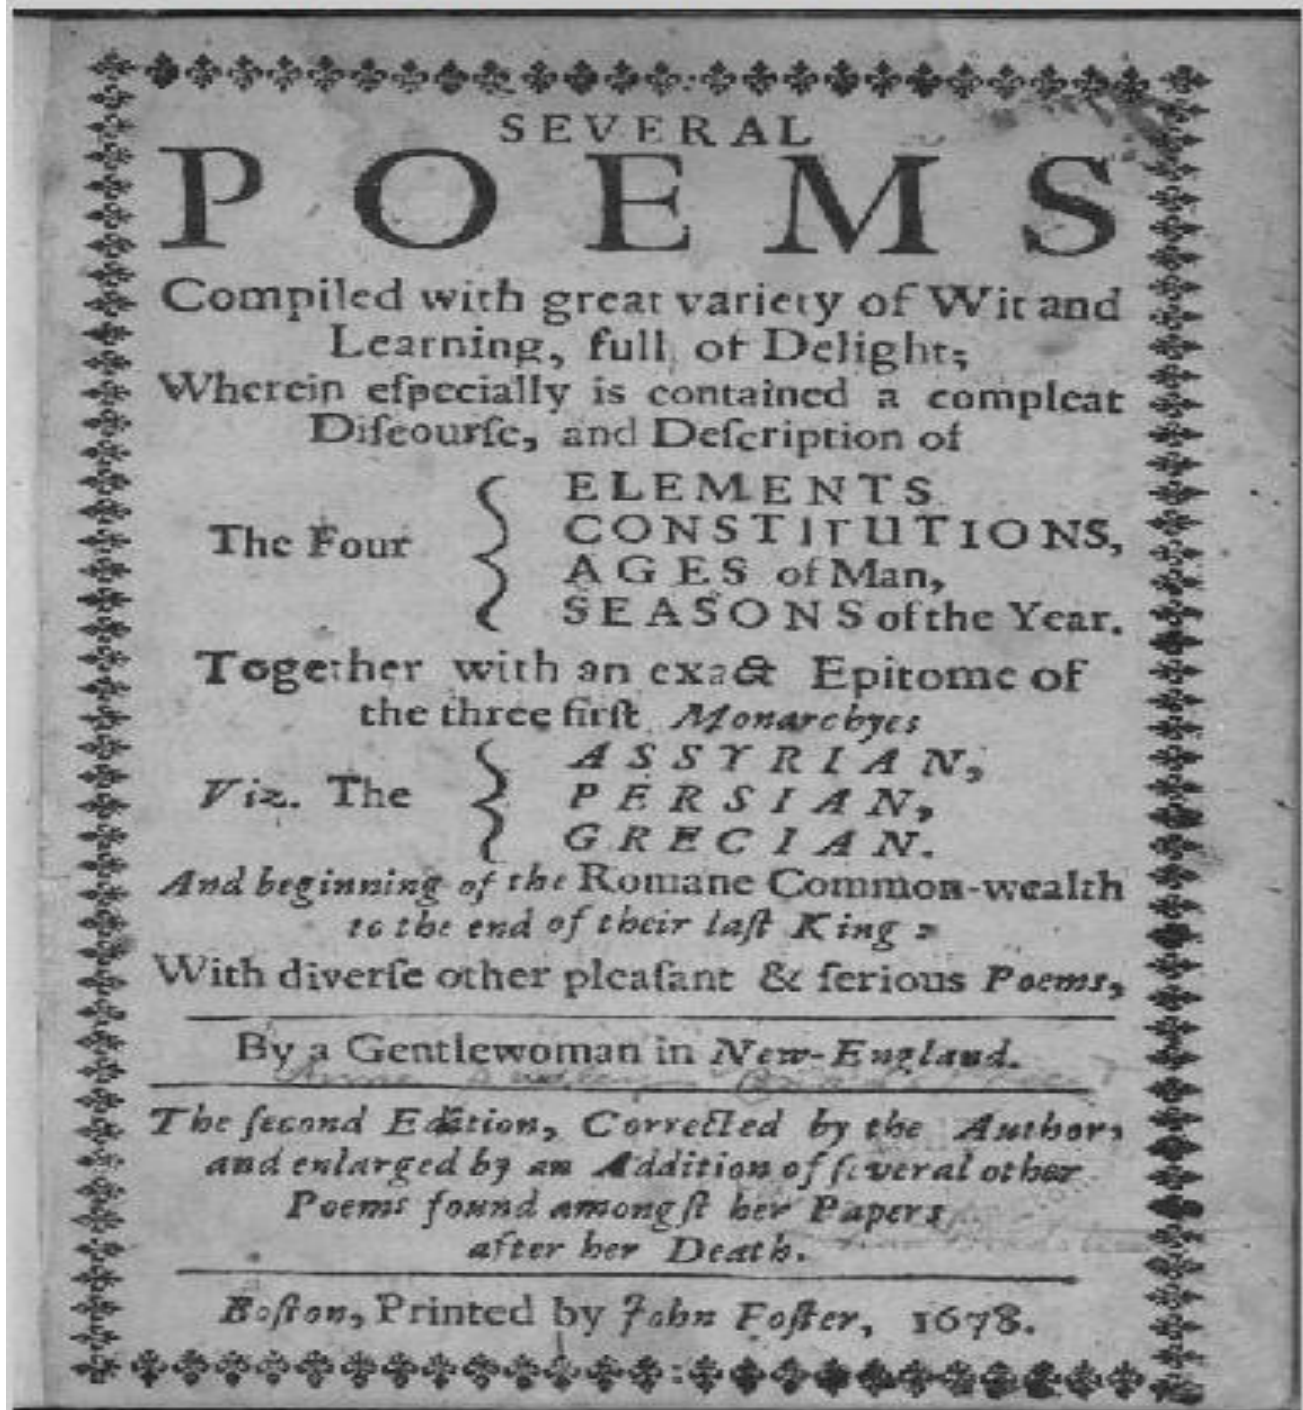 SEVERAL
POEMS
Compiled with great variety of Wit and
Learning, full of Delight;
Wherein eſpecially is contained a compleat
Diſcourſe, and Deſcription of
The Four
ELEMENTS
CONSTITUTIONS,
AGES of Man,
SEASONS of the Year.
Together with an exact Epitome of
the three firſt Monarchyes
Viz. The
ASSYRIAN,
PERSIAN,
GRECIAN.
And beginning of the Romane Common-wealth
to the end of their laſt King:
With diverſe other pleaſant & ſerious Poems,
By a Gentlewoman in New-England.
The ſecond Edition, Corrected by the Author,
and enlarged by an Addition of ſeveral other
Poems found amongſt her Papers
after her Death.
Boſton, Printed by John Foſter, 1678.